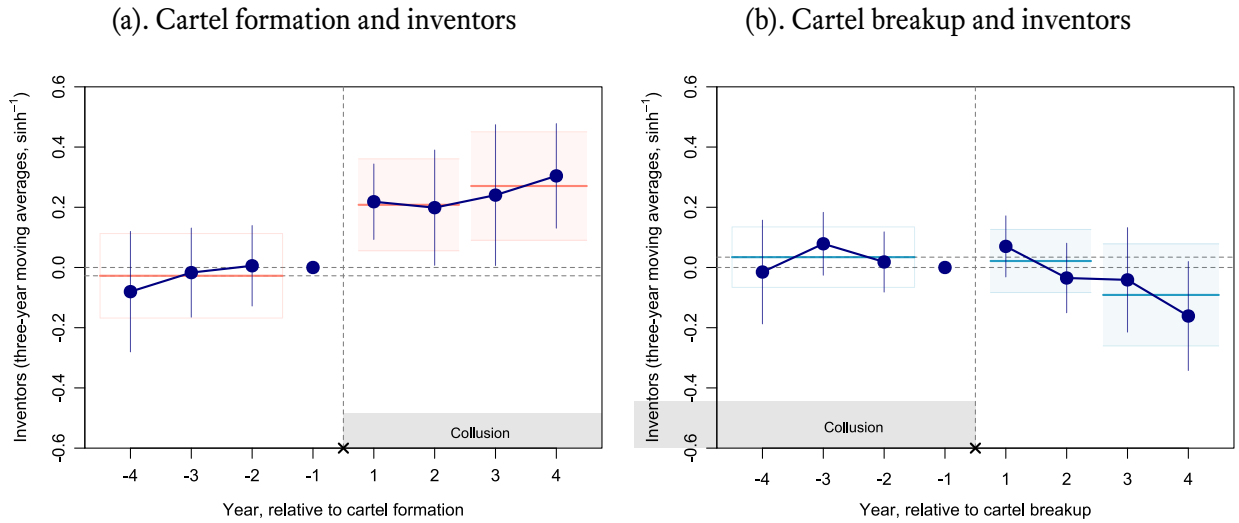 (a). Cartel formation and inventors
Inventors (three-year moving averages, sinh⁻¹)
0.6
0.4
0.2
0.0
-0.2
-0.4
-0.6
Collusion
-4 -3 -2 -1 1 2 3 4
Year, relative to cartel formation
(b). Cartel breakup and inventors
Inventors (three-year moving averages, sinh⁻¹)
0.6
0.4
0.2
0.0
-0.2
-0.4
-0.6
Collusion
-4 -3 -2 -1 1 2 3 4
Year, relative to cartel breakup